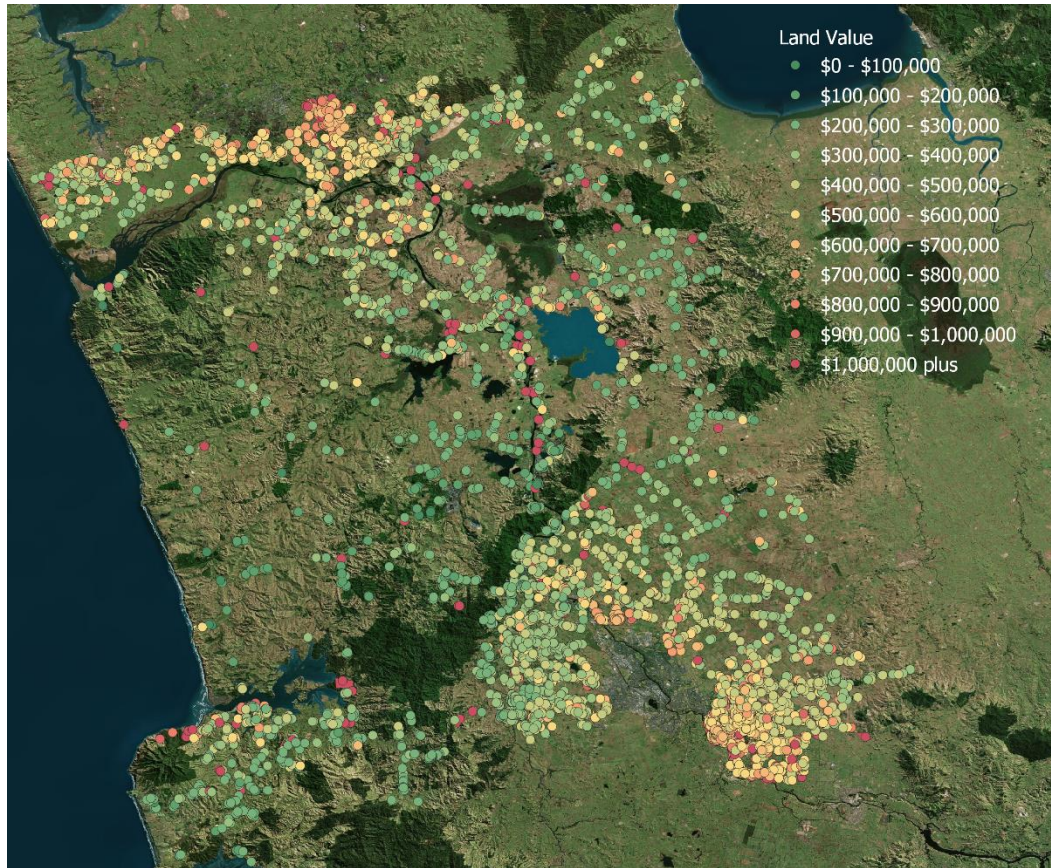 Land Value
$0 - $100,000
$100,000 - $200,000
$200,000 - $300,000
$300,000 - $400,000
$400,000 - $500,000
$500,000 - $600,000
$600,000 - $700,000
$700,000 - $800,000
$800,000 - $900,000
$900,000 - $1,000,000
$1,000,000 plus